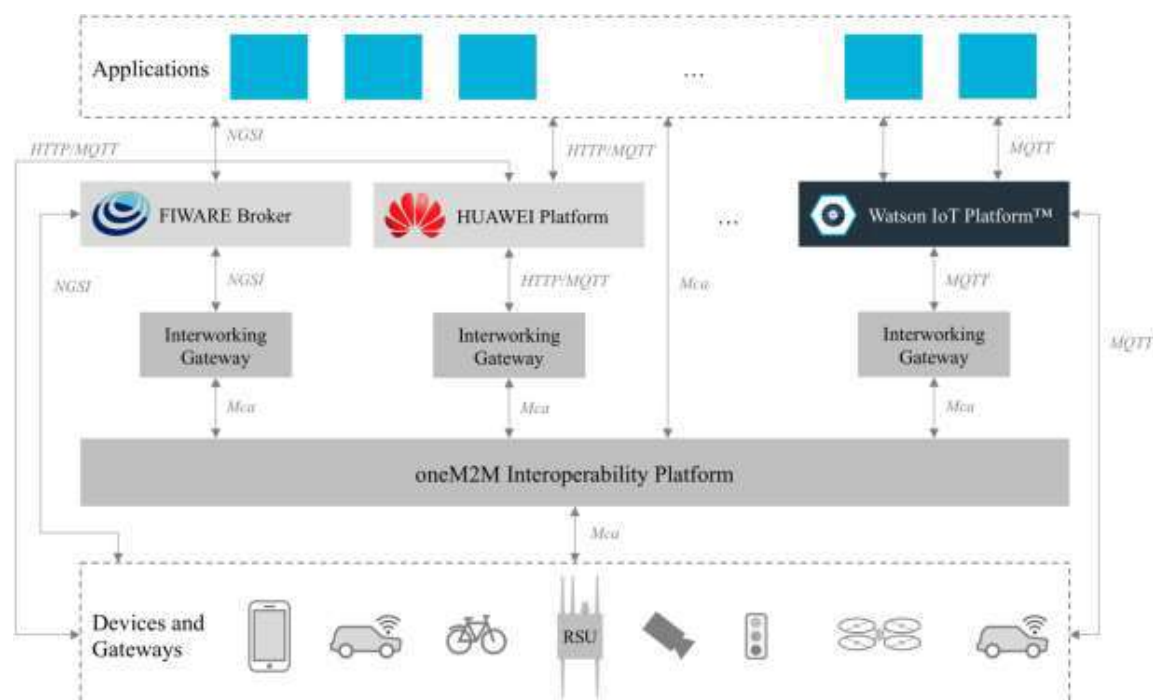 Applications
...
NGSI
HTTP/MQTT
HTTP/MQTT
MQTT
FIWARE Broker
HUAWEI Platform
...
Watson IoT Platform™
NGSI
NGSI
HTTP/MQTT
Mca
MQTT
MQTT
Interworking
Gateway
Interworking
Gateway
Interworking
Gateway
Mca
Mca
Mca
oneM2M Interoperability Platform
Mca
Devices and
Gateways
RSU